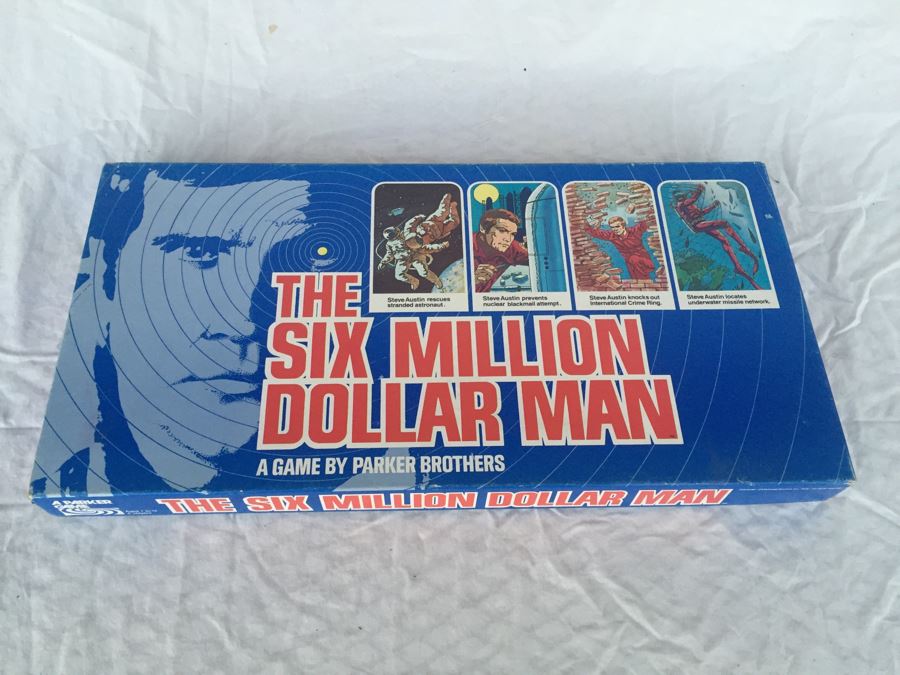 Steve Austin rescues
stranded astronaut.
Steve Austin prevents
nuclear blackmail attempt.
Steve Austin knocks out
International Crime Ring.
Steve Austin locates
underwater missile network.
THE
SIX MILLION
DOLLAR MAN
A GAME BY PARKER BROTHERS
A PARKER
GAME
THE SIX MILLION DOLLAR MAN